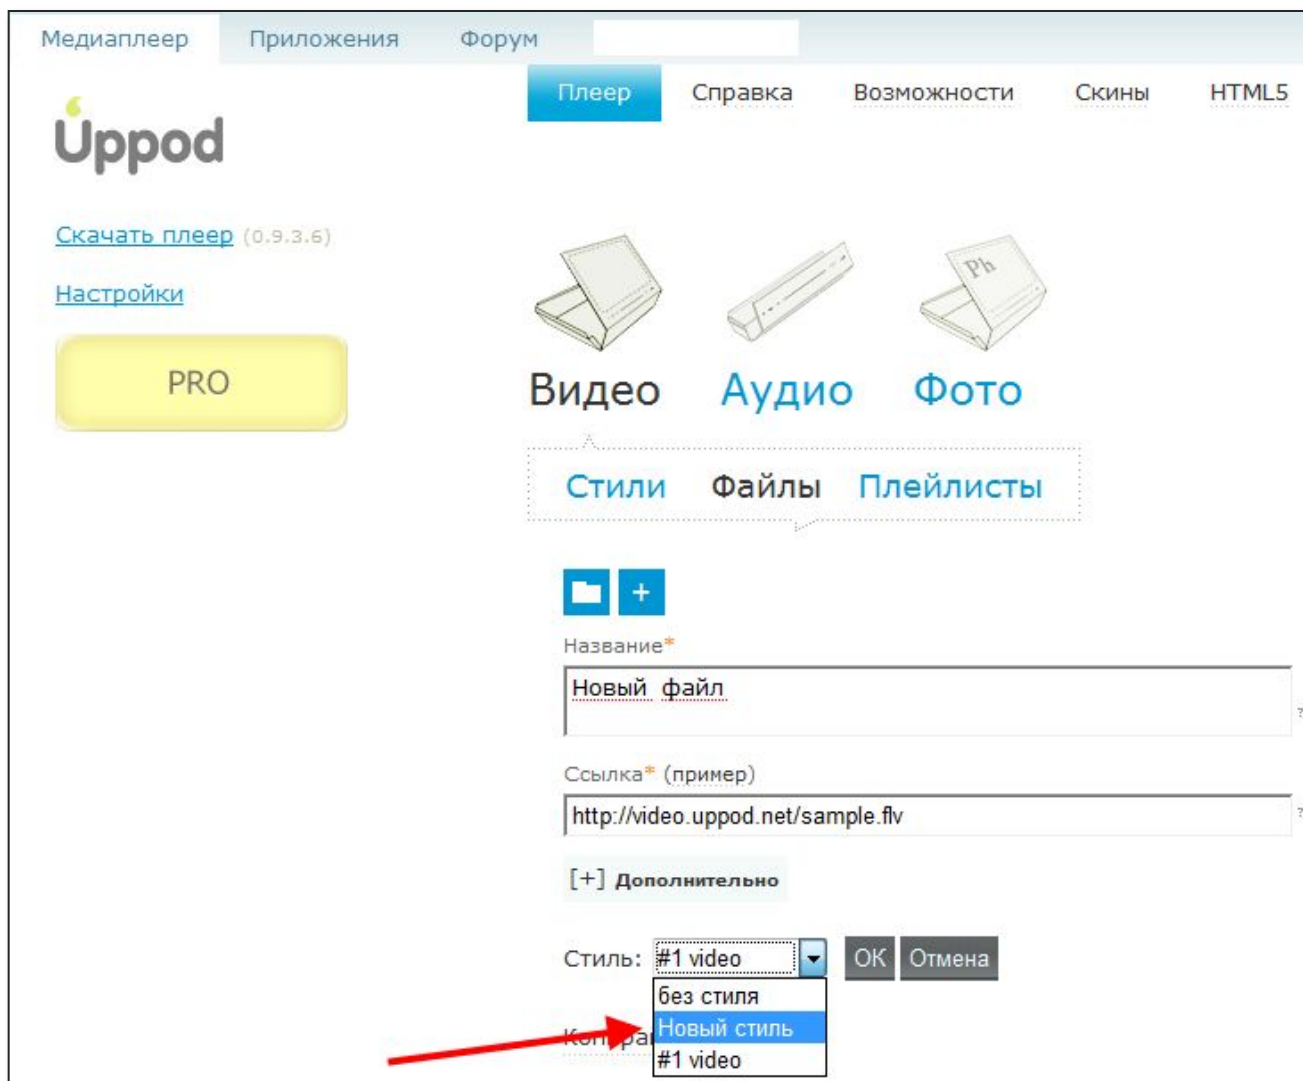 Медиаплеер Приложения Форум
Плеер Справка Возможности Скины HTML5
Uppod
Скачать плеер (0.9.3.6)
Настройки
PRO
Ph
Видео Аудио Фото
Стили Файлы Плейлисты
+
Название*
Новый файл
?
Ссылка* (пример)
http://video.uppod.net/sample.flv
?
[+] Дополнительно
Стиль: #1 video ОК Отмена
без стиля
Новый стиль
#1 video